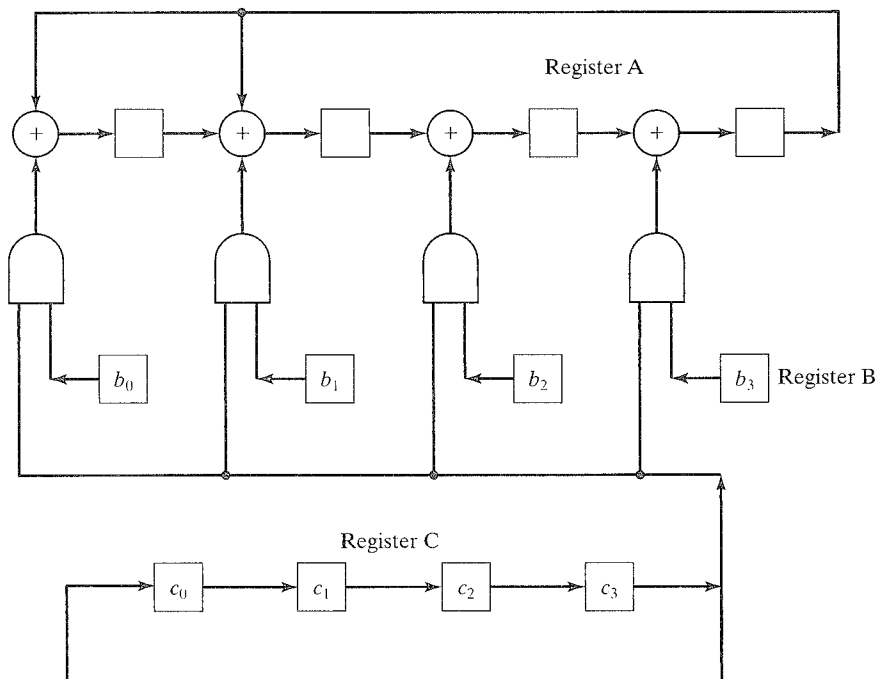 Register A
+ + + +
b₀ b₁ b₂ b₃ Register B
Register C
c₀ c₁ c₂ c₃